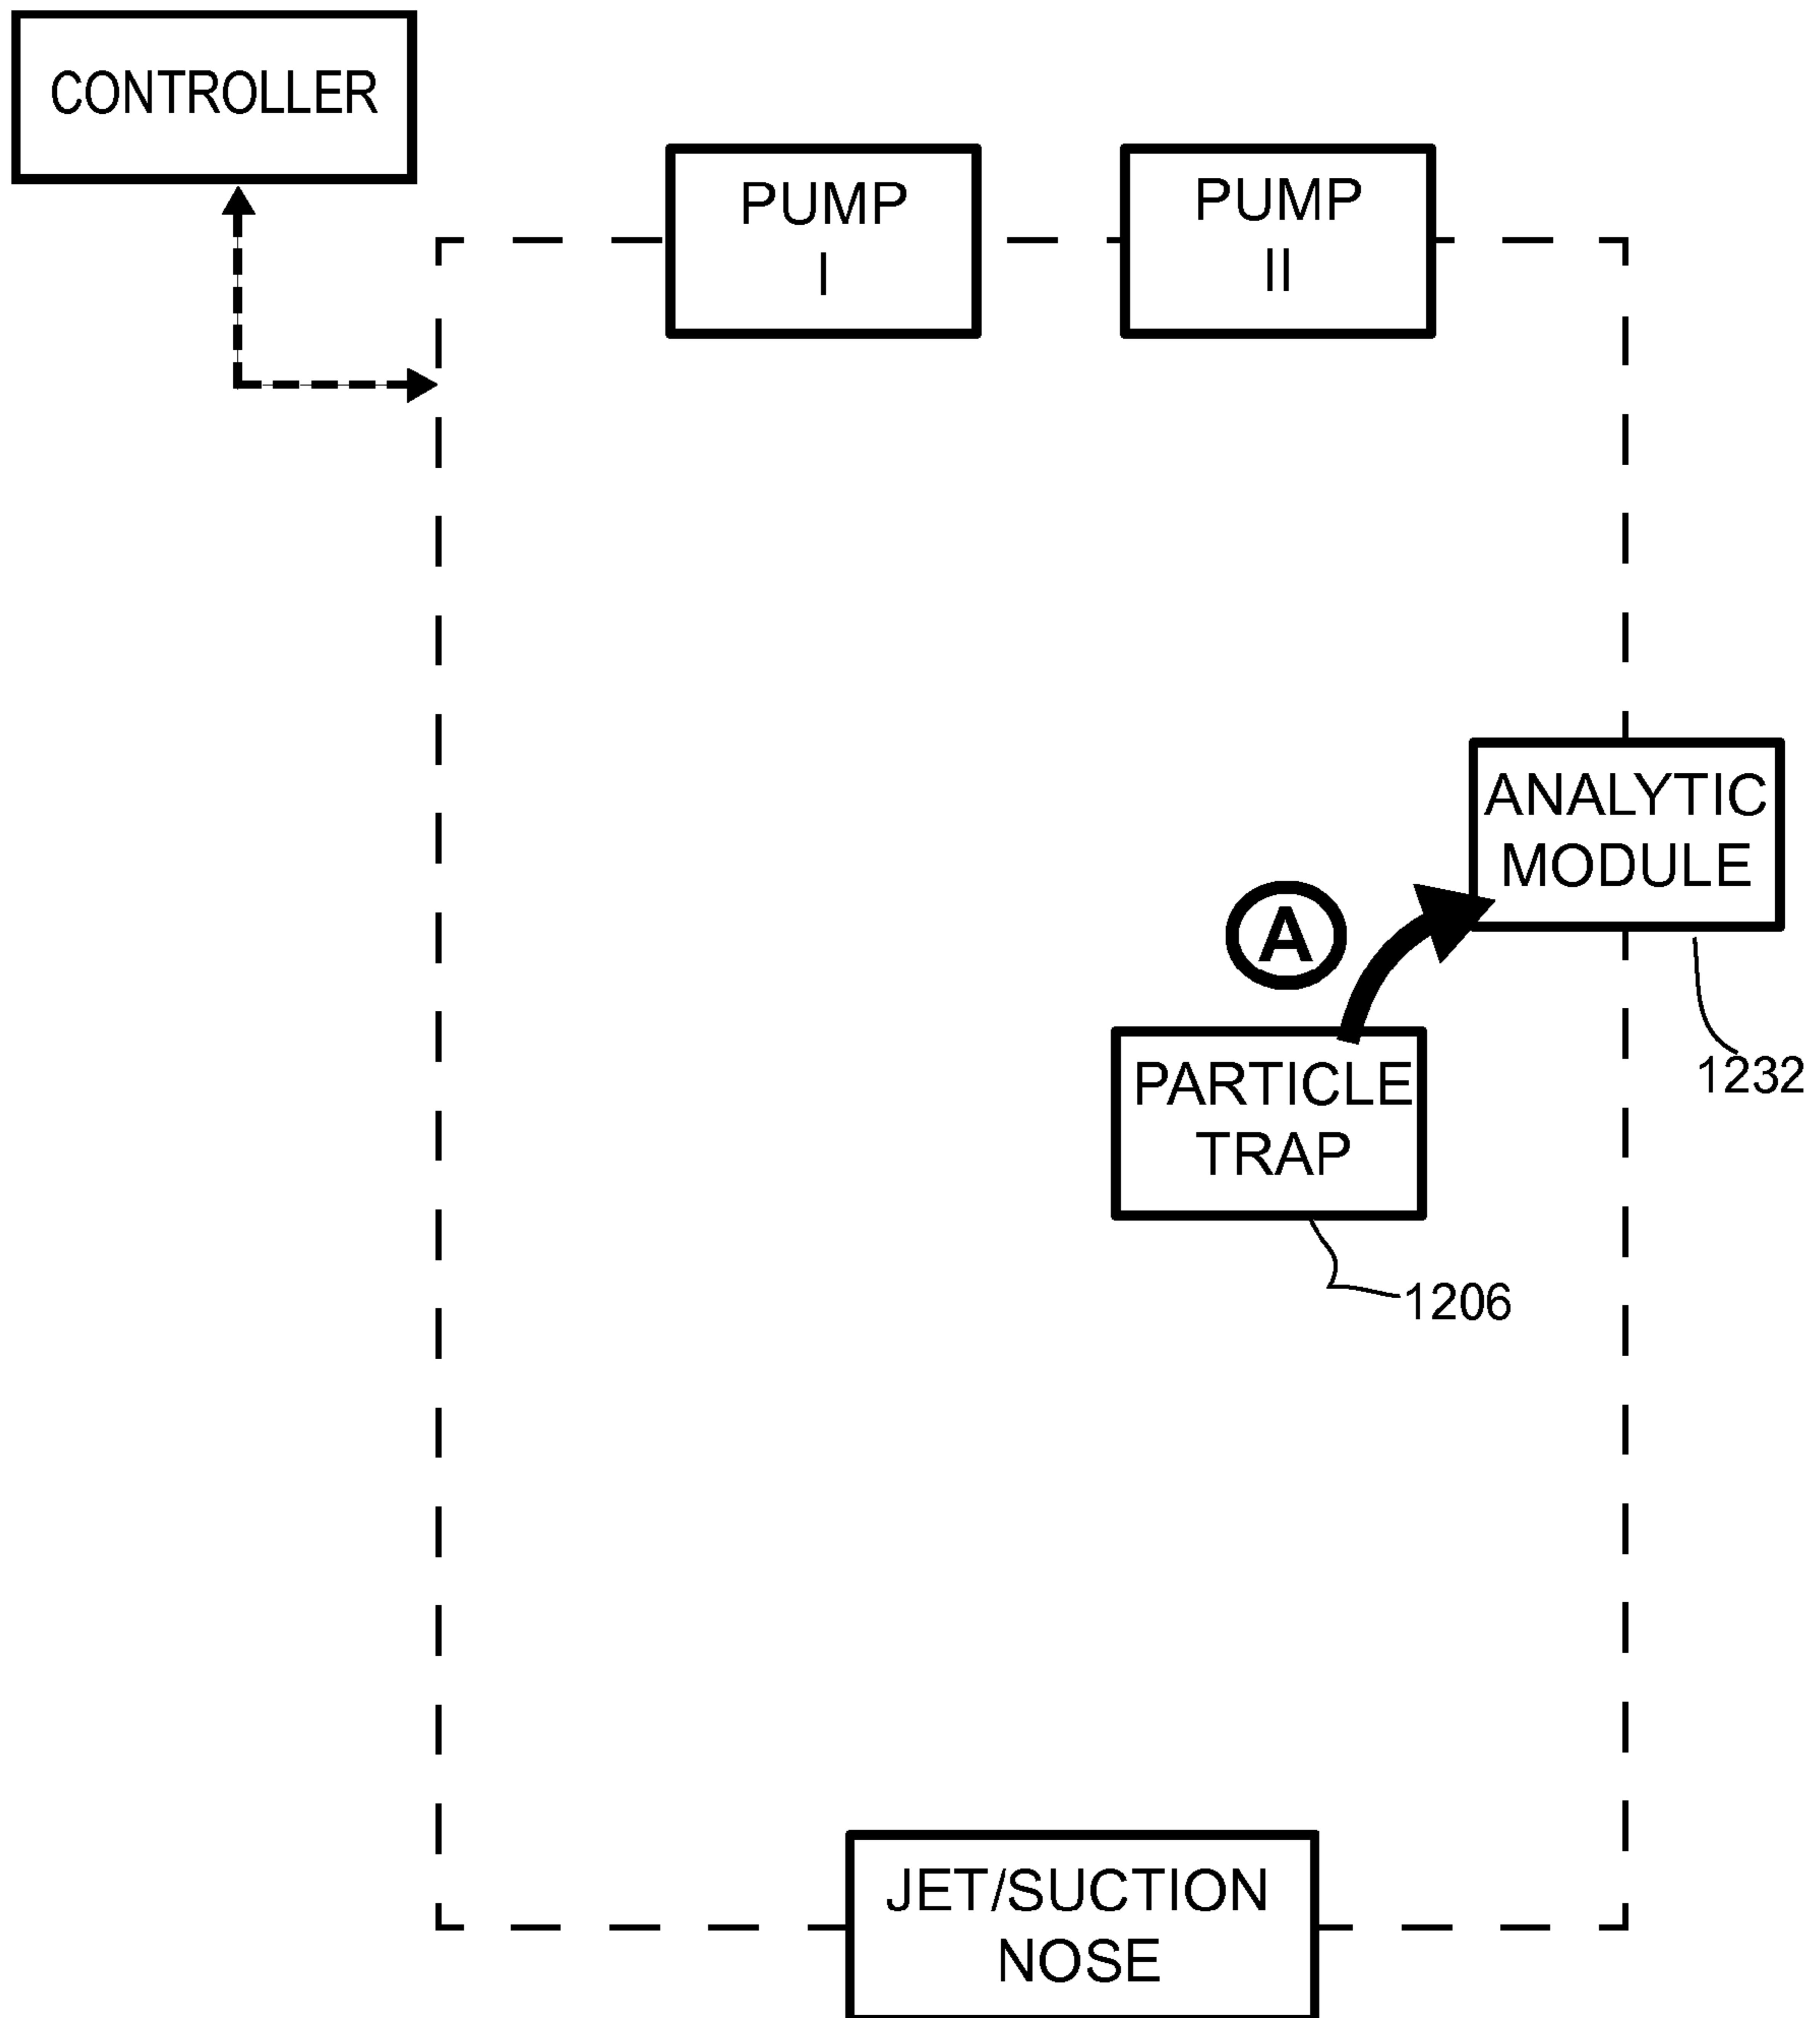 CONTROLLER
PUMP
I
PUMP
II
ANALYTIC
MODULE
A
1232
PARTICLE
TRAP
1206
JET/SUCTION
NOSE